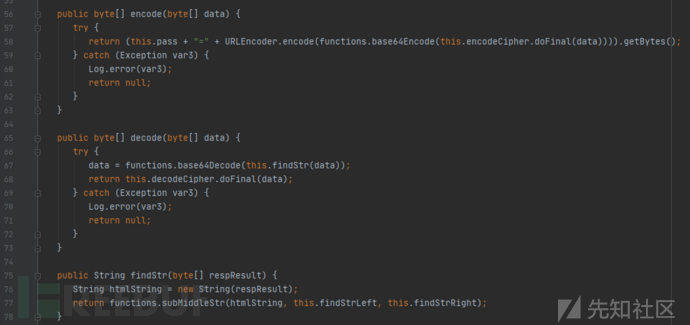 56 public byte[] encode(byte[] data) {
57 try {
58 return (this.pass + "=" + URLEncoder.encode(functions.base64Encode(this.encodeCipher.doFinal(data)))).getBytes();
59 } catch (Exception var3) {
60 Log.error(var3);
61 return null;
62 }
63 }
64
65 public byte[] decode(byte[] data) {
66 try {
67 data = functions.base64Decode(this.findStr(data));
68 return this.decodeCipher.doFinal(data);
69 } catch (Exception var3) {
70 Log.error(var3);
71 return null;
72 }
73 }
74
75 public String findStr(byte[] respResult) {
76 String htmlString = new String(respResult);
77 return functions.subMiddleStr(htmlString, this.findStrLeft, this.findStrRight);
78 }
FREEBUF
先知社区